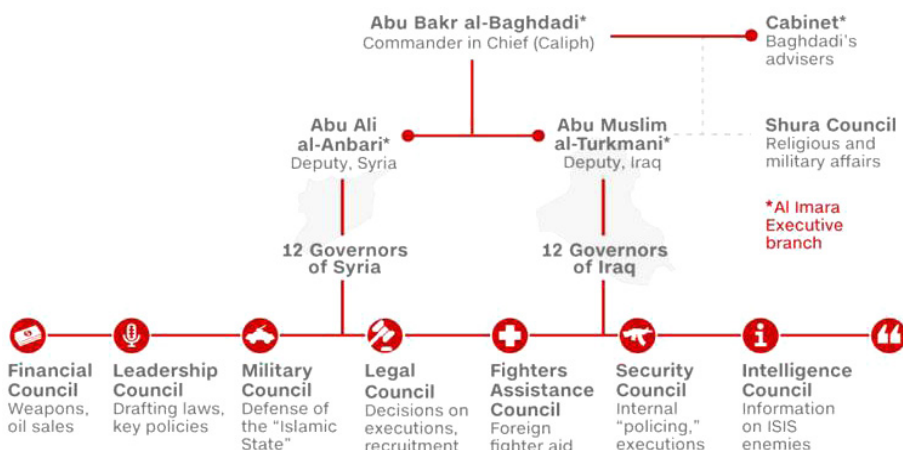 Abu Bakr al-Baghdadi*
Commander in Chief (Caliph)
Cabinet*
Baghdadi's
advisers
Abu Ali
al-Anbari*
Deputy, Syria
Abu Muslim
al-Turkmani*
Deputy, Iraq
Shura Council
Religious and
military affairs
*Al Imara
Executive
branch
12 Governors
of Syria
12 Governors
of Iraq
Financial
Council
Weapons,
oil sales
Leadership
Council
Drafting laws,
key policies
Military
Council
Defense of
the “Islamic
State”
Legal
Council
Decisions on
executions,
recruitment
Fighters
Assistance
Council
Foreign
fighter aid
Security
Council
Internal
“policing,”
executions
Intelligence
Council
Information
on ISIS
enemies